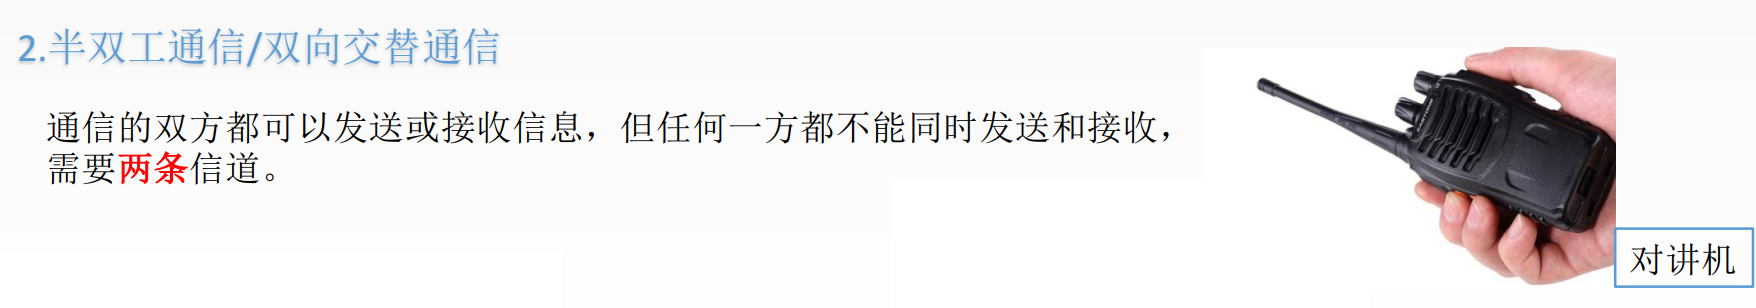 2.半双工通信/双向交替通信
通信的双方都可以发送或接收信息，但任何一方都不能同时发送和接收，
需要两条信道。
对讲机